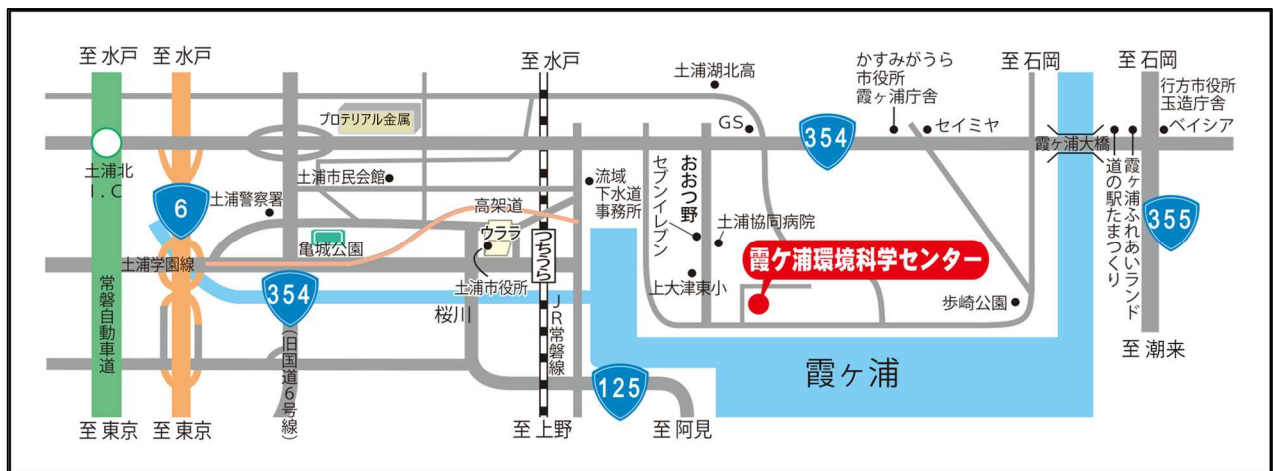 至 水戸
至 水戸
至 水戸
至 石岡
至 石岡
土浦湖北高
かすみがうら
市役所
霞ヶ浦庁舎
行方市役所
玉造庁舎
プロテリアル金属
GS
354
セイミヤ
霞ヶ浦大橋
ベイシア
土浦北
I.C
土浦市民会館
流域
下水道
事務所
セブンイレブン
おおつ野
道の駅たまつくり
霞ヶ浦ふれあいランド
6
土浦警察署
高架道
土浦協同病院
355
亀城公園
ウララ
つちうら
霞ケ浦環境科学センター
土浦学園線
土浦市役所
上大津東小
354
桜川
JR常磐線
歩崎公園
常磐自動車道
(旧国道6号線)
霞ヶ浦
至 潮来
125
至 東京
至 東京
至 上野
至 阿見